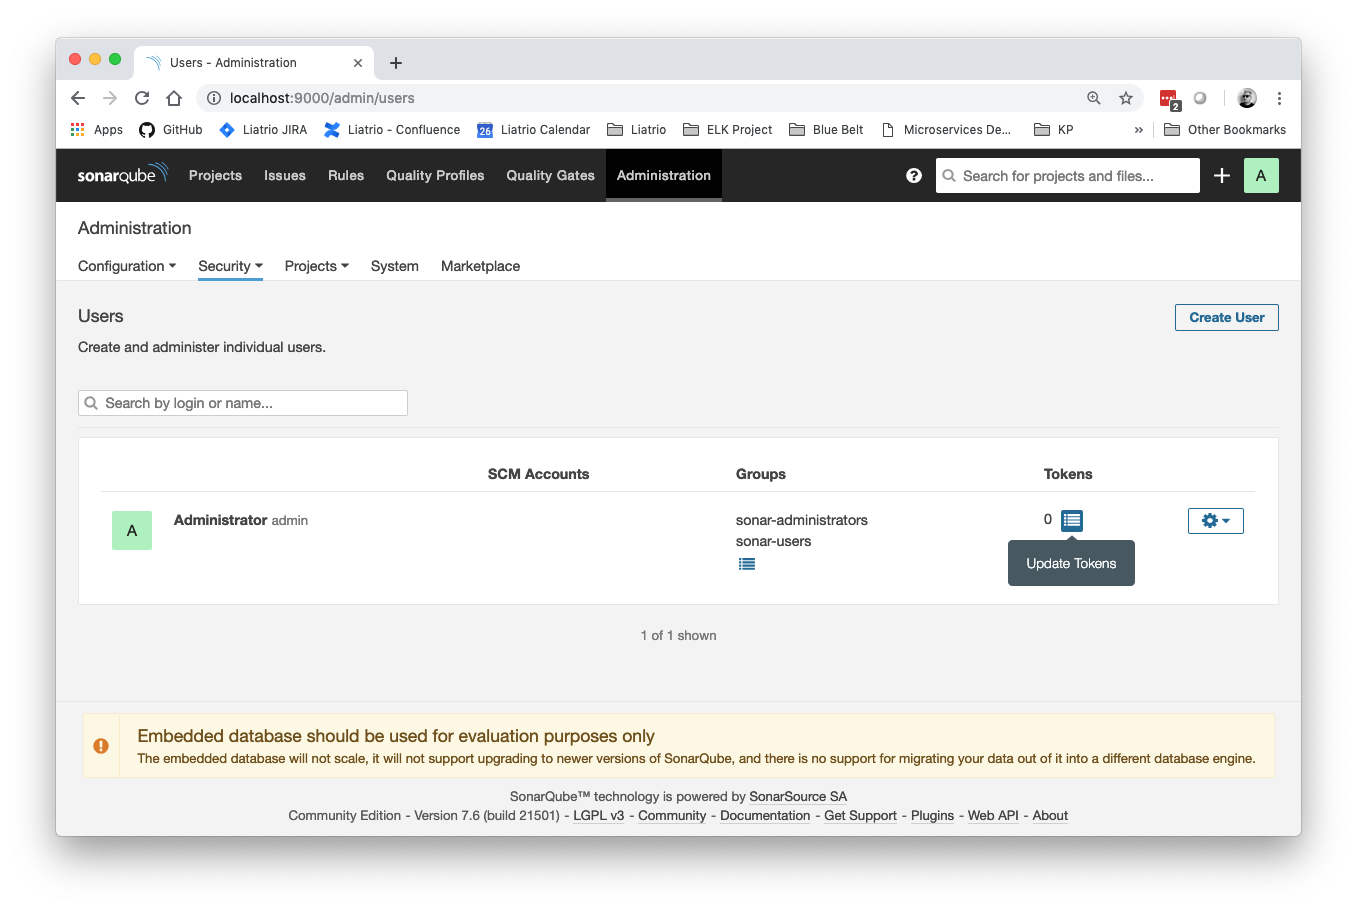 Users - Administration
localhost:9000/admin/users
2
Apps GitHub Liatrio JIRA Liatrio - Confluence 26 Liatrio Calendar Liatrio ELK Project Blue Belt Microservices De... KP » Other Bookmarks
sonarqube Projects Issues Rules Quality Profiles Quality Gates Administration ? Search for projects and files... A
Administration
Configuration Security Projects System Marketplace
Users
Create User
Create and administer individual users.
Search by login or name...
SCM Accounts Groups Tokens
A Administrator admin sonar-administrators 0
sonar-users
Update Tokens
1 of 1 shown
Embedded database should be used for evaluation purposes only
The embedded database will not scale, it will not support upgrading to newer versions of SonarQube, and there is no support for migrating your data out of it into a different database engine.
SonarQube™ technology is powered by SonarSource SA
Community Edition - Version 7.6 (build 21501) - LGPL v3 - Community - Documentation - Get Support - Plugins - Web API - About